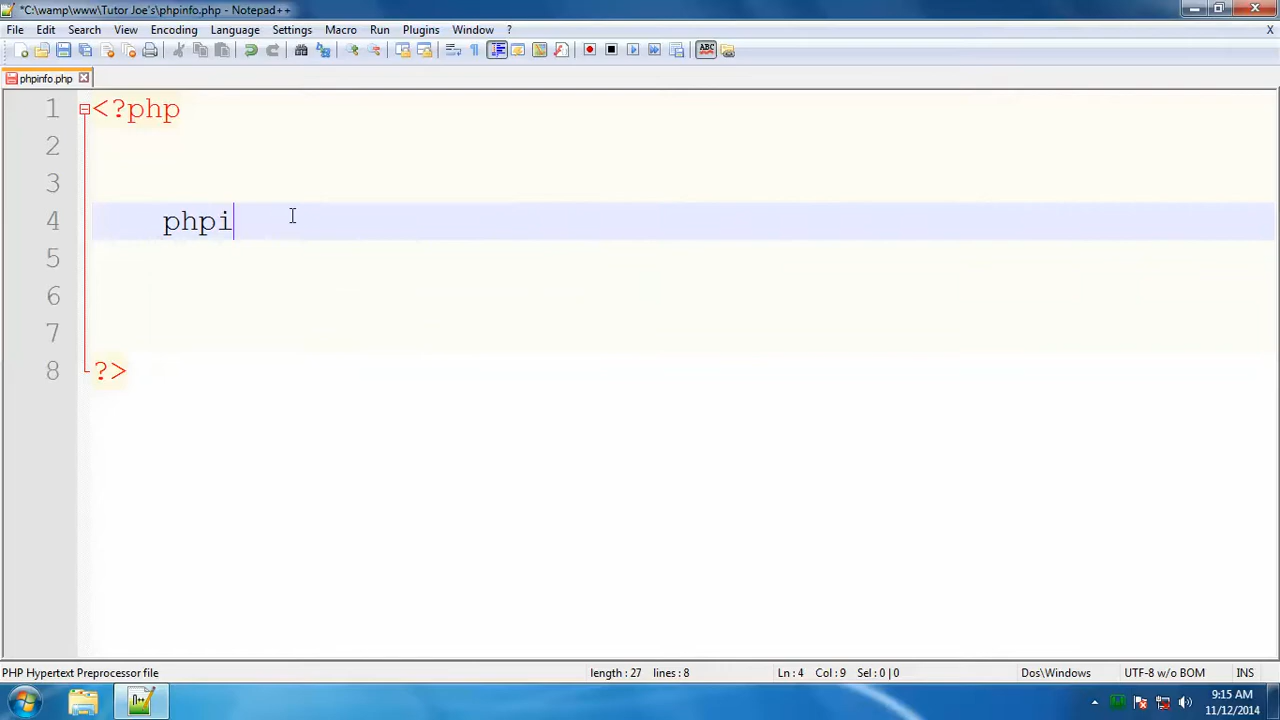 *C:\wamp\www\Tutor Joe's\phpinfo.php - Notepad++
File Edit Search View Encoding Language Settings Macro Run Plugins Window ? X
ABC
phpinfo.php
1 <?php
2
3
4 phpi
5
6
7
8 ?>
PHP Hypertext Preprocessor file length : 27 lines : 8 Ln : 4 Col : 9 Sel : 0 | 0 Dos\Windows UTF-8 w/o BOM INS
9:15 AM
11/12/2014